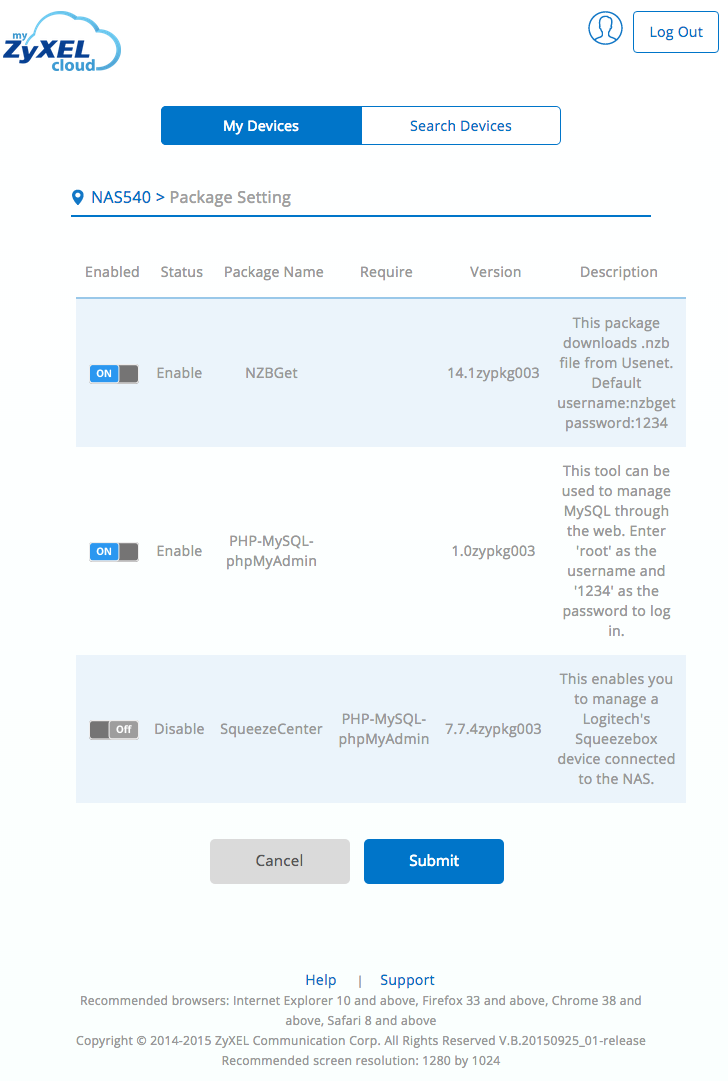 my
ZyXEL
cloud
Log Out
My Devices
Search Devices
NAS540 > Package Setting
Enabled Status Package Name Require Version Description
ON Enable NZBGet 14.1zypkg003
This package
downloads .nzb
file from Usenet.
Default
username:nzbget
password:1234
ON Enable
PHP-MySQL-
phpMyAdmin
1.0zypkg003
This tool can be
used to manage
MySQL through
the web. Enter
'root' as the
username and
'1234' as the
password to log
in.
Off Disable SqueezeCenter
PHP-MySQL-
phpMyAdmin
7.7.4zypkg003
This enables you
to manage a
Logitech's
Squeezebox
device connected
to the NAS.
Cancel
Submit
Help | Support
Recommended browsers: Internet Explorer 10 and above, Firefox 33 and above, Chrome 38 and
above, Safari 8 and above
Copyright © 2014-2015 ZyXEL Communication Corp. All Rights Reserved V.B.20150925_01-release
Recommended screen resolution: 1280 by 1024